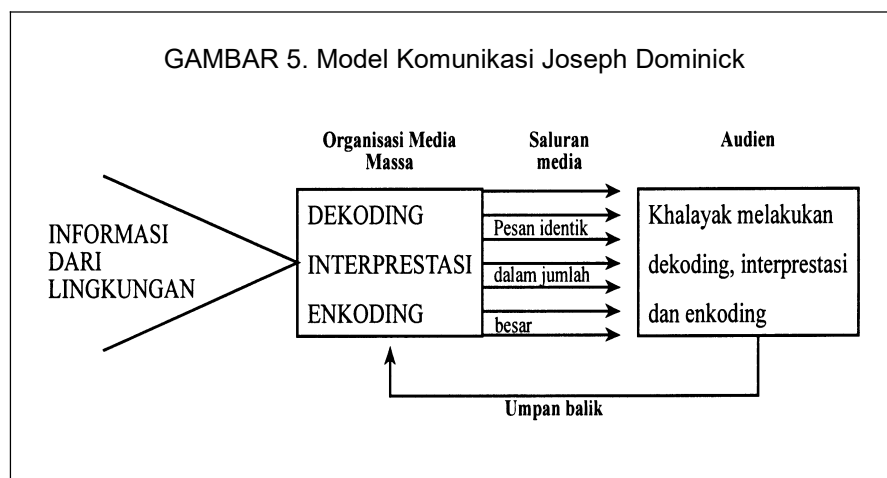 GAMBAR 5. Model Komunikasi Joseph Dominick
Organisasi Media
Massa
Saluran
media
Audien
INFORMASI
DARI
LINGKUNGAN
DEKODING
INTERPRESTASI
ENKODING
Pesan identik
dalam jumlah
besar
Khalayak melakukan
dekoding, interprestasi
dan enkoding
Umpan balik